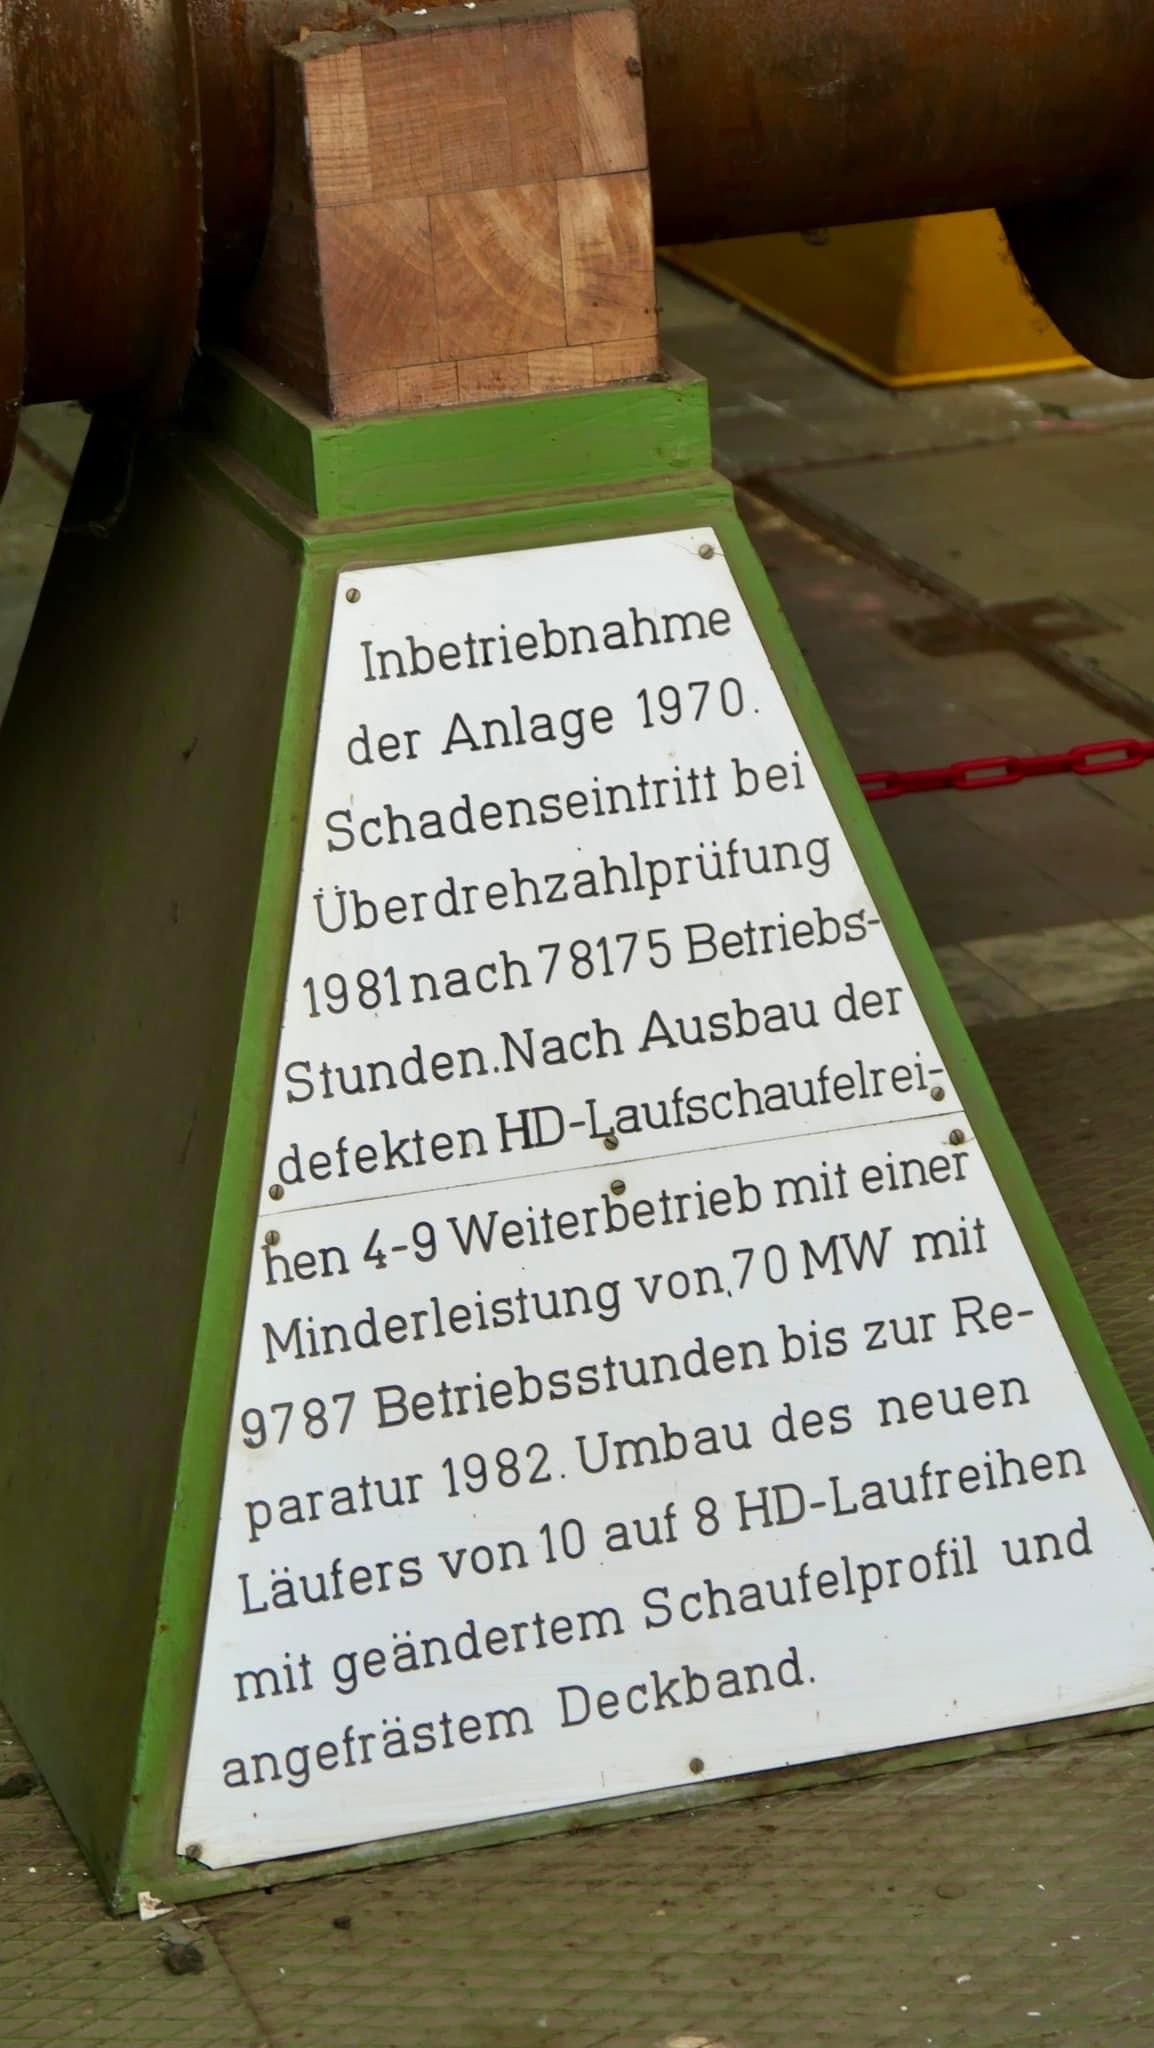 Inbetriebnahme
der Anlage 1970.
Schadenseintritt bei
Überdrehzahlprüfung
1981 nach 78175 Betriebs-
Stunden. Nach Ausbau der
defekten HD-Laufschaufelrei-
hen 4-9 Weiterbetrieb mit einer
Minderleistung von 70 MW mit
9787 Betriebsstunden bis zur Re-
paratur 1982. Umbau des neuen
Läufers von 10 auf 8 HD-Laufreihen
mit geändertem Schaufelprofil und
angefrästem Deckband.